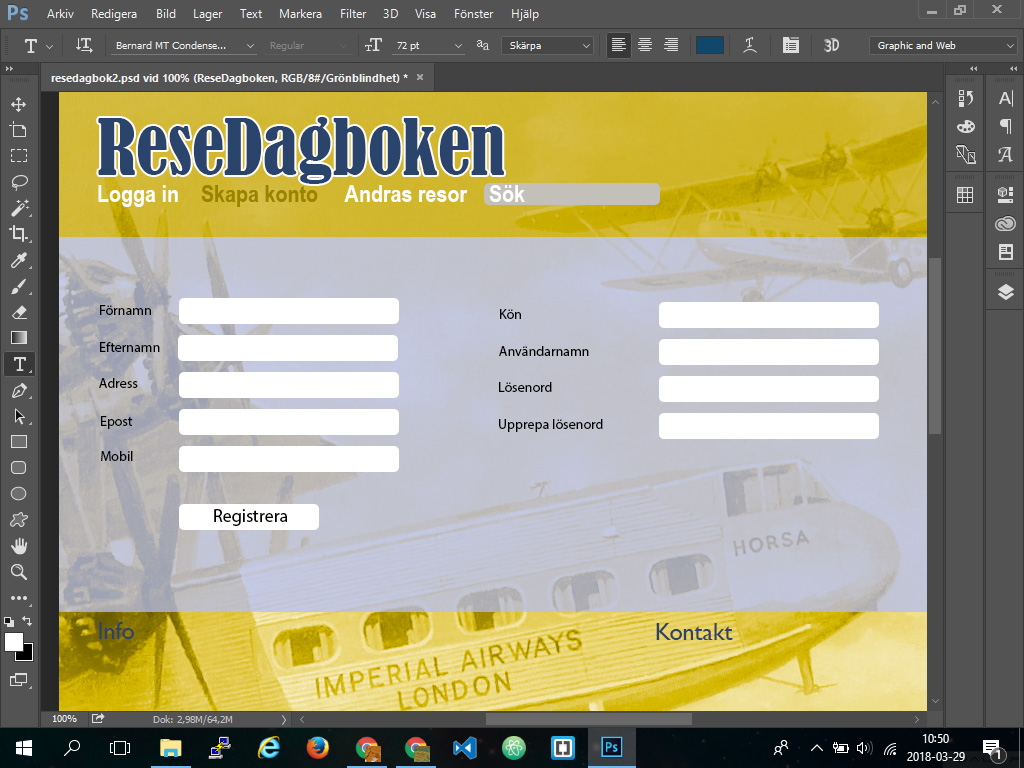 Ps Arkiv Redigera Bild Lager Text Markera Filter 3D Visa Fönster Hjälp
T T Bernard MT Condense... Regular 72 pt aa Skärpa 3D Graphic and Web
resedagbok2.psd vid 100% (ReseDagboken, RGB/8#/Grönblindhet) *
ReseDagboken
Logga in Skapa konto Andras resor Sök
Förnamn
Kön
Efternamn
Användarnamn
Adress
Lösenord
Epost
Upprepa lösenord
Mobil
Registrera
HORSA
Info
Kontakt
IMPERIAL AIRWAYS
LONDON
100% Dok: 2,98M/64,2M
10:50
2018-03-29
1